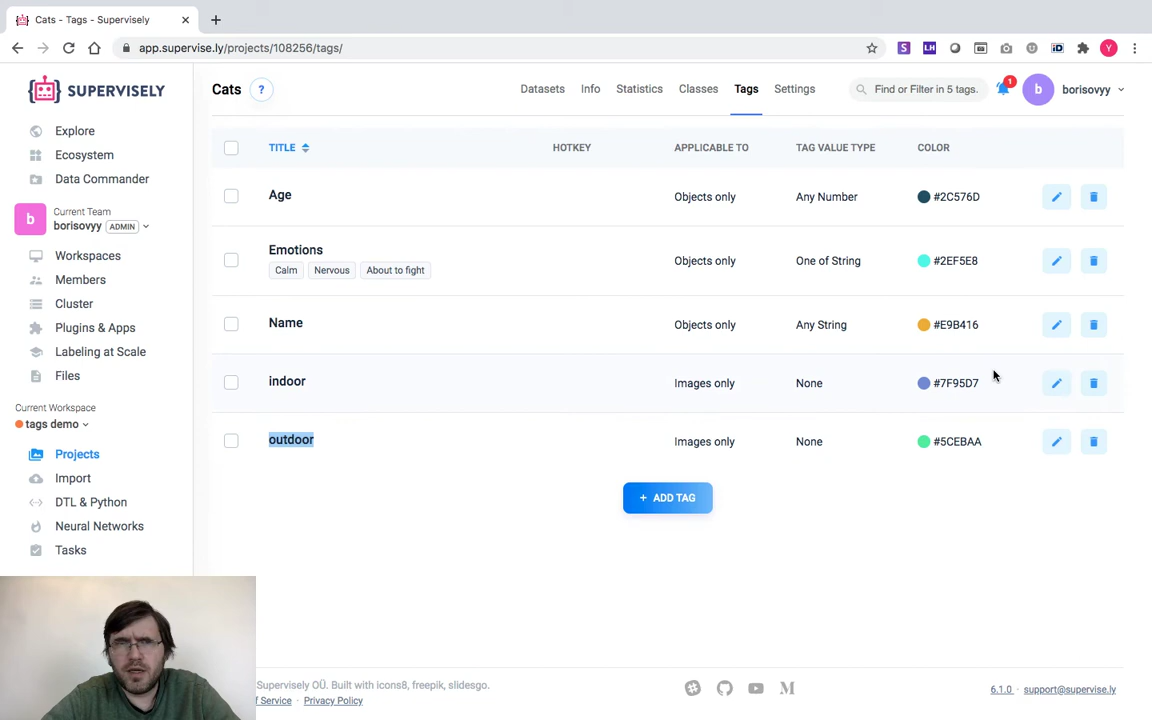 Cats - Tags - Supervisely
app.supervise.ly/projects/108256/tags/
S LH iD Y
SUPERVISELY
Cats ? Datasets Info Statistics Classes Tags Settings Find or Filter in 5 tags. 1 b borisovyy
Explore
Ecosystem
Data Commander
b Current Team
borisovyy ADMIN
Workspaces
Members
Cluster
Plugins & Apps
Labeling at Scale
Files
Current Workspace
tags demo
Projects
Import
DTL & Python
Neural Networks
Tasks
TITLE HOTKEY APPLICABLE TO TAG VALUE TYPE COLOR
Age Objects only Any Number #2C576D
Emotions Objects only One of String #2EF5E8
Calm Nervous About to fight
Name Objects only Any String #E9B416
indoor Images only None #7F95D7
outdoor Images only None #5CEBAA
+ ADD TAG
Supervisely OÜ. Built with icons8, freepik, slidesgo.
f Service · Privacy Policy
6.1.0 · support@supervise.ly